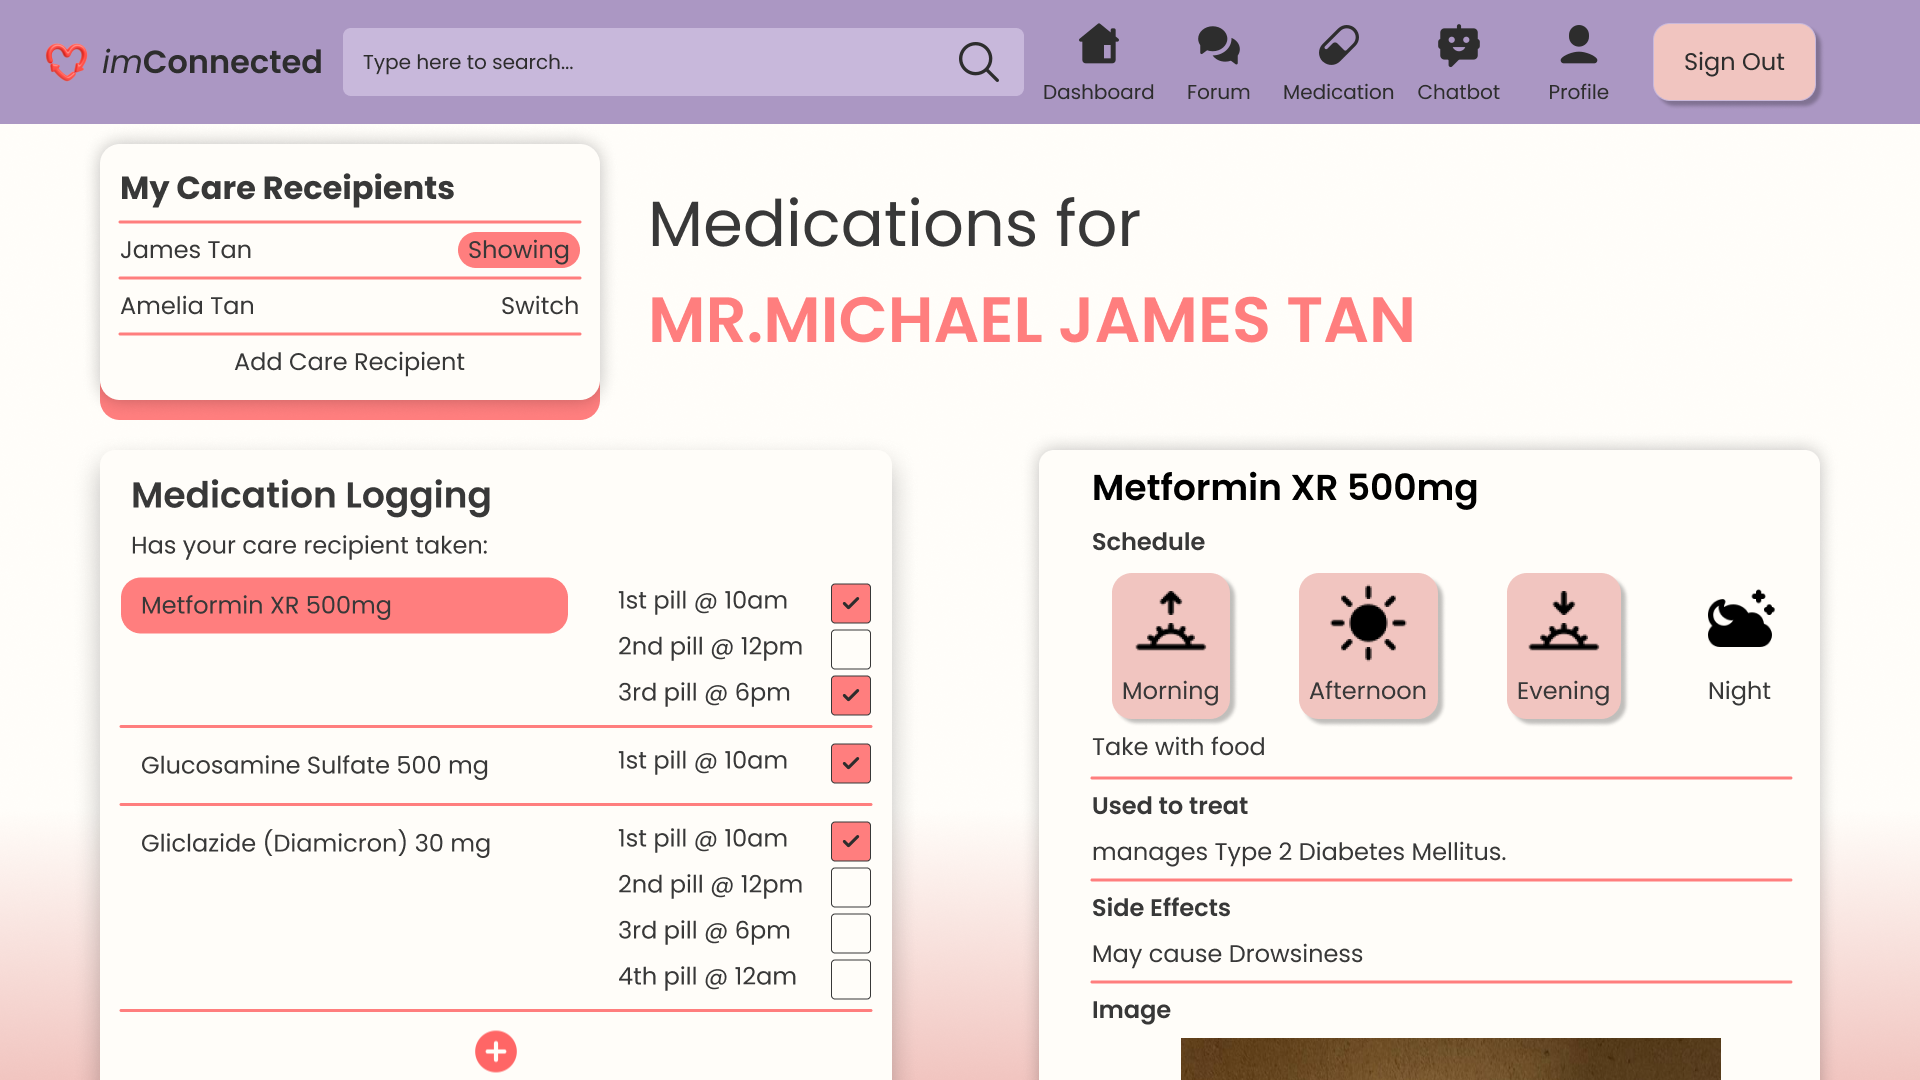 imConnected
Type here to search...
Dashboard
Forum
Medication
Chatbot
Profile
Sign Out
My Care Receipients
James Tan Showing
Amelia Tan Switch
Add Care Recipient
Medications for
MR.MICHAEL JAMES TAN
Medication Logging
Has your care recipient taken:
Metformin XR 500mg
1st pill @ 10am
2nd pill @ 12pm
3rd pill @ 6pm
Glucosamine Sulfate 500 mg
1st pill @ 10am
Gliclazide (Diamicron) 30 mg
1st pill @ 10am
2nd pill @ 12pm
3rd pill @ 6pm
4th pill @ 12am
Metformin XR 500mg
Schedule
Morning
Afternoon
Evening
Night
Take with food
Used to treat
manages Type 2 Diabetes Mellitus.
Side Effects
May cause Drowsiness
Image